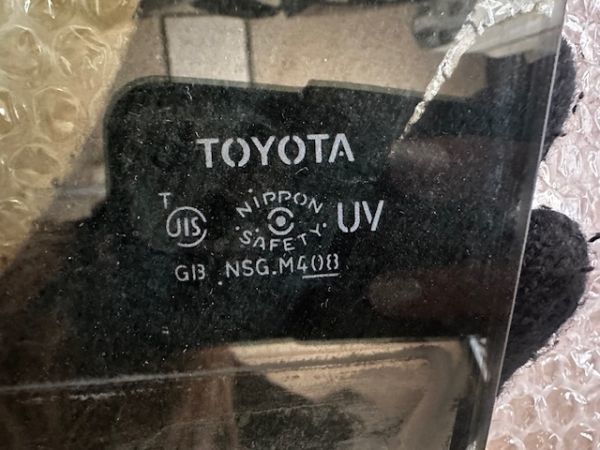 TOYOTA
T
JIS
NIPPON
SAFETY
UV
GB NSG.M408